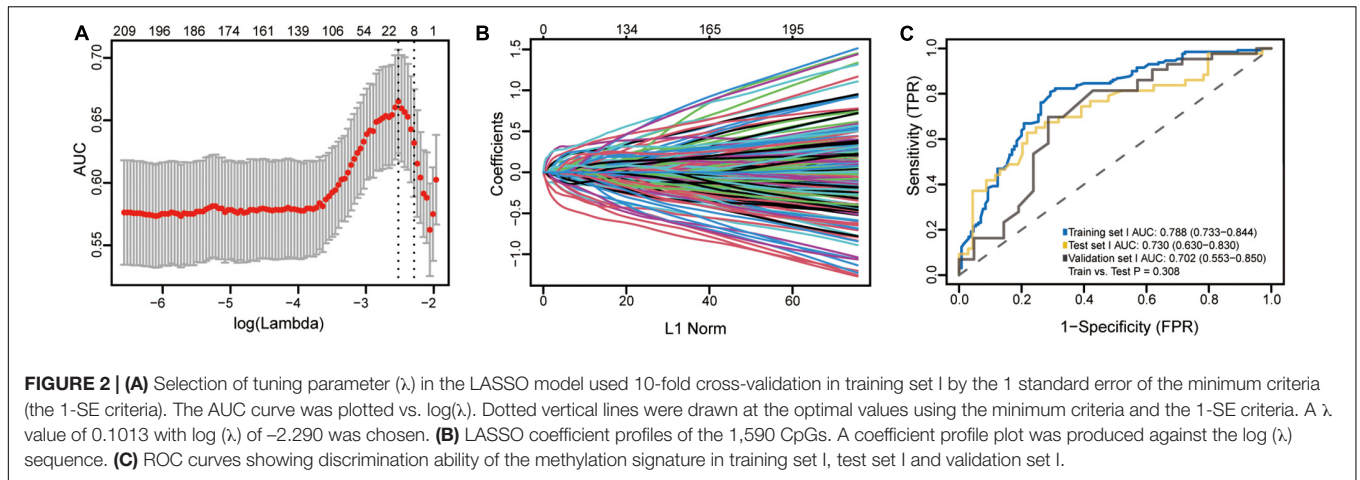 A
209 196 186 174 161 139 106 54 22 8 1
0.70
0.65
0.60
0.55
AUC
−6 −5 −4 −3 −2
log(Lambda)
B
0 134 165 195
1.5
1.0
0.5
0.0
−0.5
−1.0
Coefficients
0 20 40 60
L1 Norm
C
1.0
0.8
0.6
0.4
0.2
0.0
Sensitivity (TPR)
Training set I AUC: 0.788 (0.733−0.844)
Test set I AUC: 0.730 (0.630−0.830)
Validation set I AUC: 0.702 (0.553−0.850)
Train vs. Test P = 0.308
0.0 0.2 0.4 0.6 0.8 1.0
1−Specificity (FPR)
FIGURE 2 | (A) Selection of tuning parameter (λ) in the LASSO model used 10-fold cross-validation in training set I by the 1 standard error of the minimum criteria
(the 1-SE criteria). The AUC curve was plotted vs. log(λ). Dotted vertical lines were drawn at the optimal values using the minimum criteria and the 1-SE criteria. A λ
value of 0.1013 with log (λ) of −2.290 was chosen. (B) LASSO coefficient profiles of the 1,590 CpGs. A coefficient profile plot was produced against the log (λ)
sequence. (C) ROC curves showing discrimination ability of the methylation signature in training set I, test set I and validation set I.